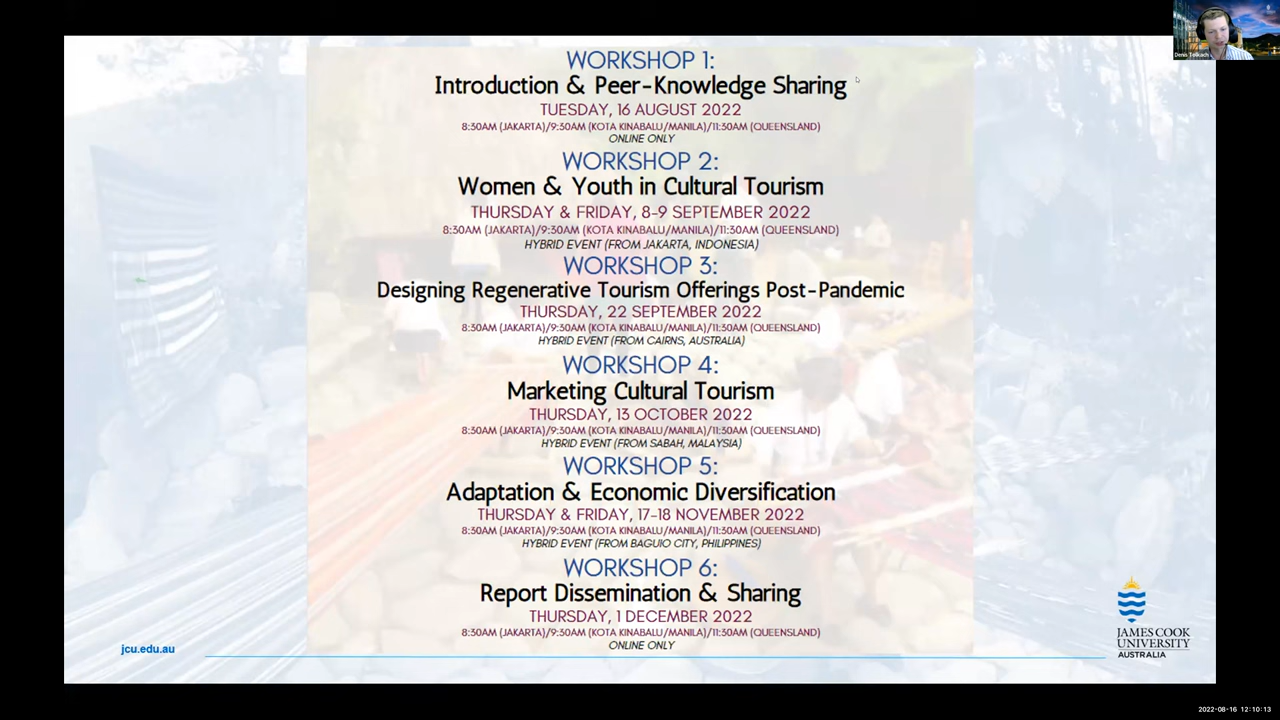 Denis Tolkach
WORKSHOP 1:
Introduction & Peer-Knowledge Sharing
TUESDAY, 16 AUGUST 2022
8:30AM (JAKARTA)/9:30AM (KOTA KINABALU/MANILA)/11:30AM (QUEENSLAND)
ONLINE ONLY
WORKSHOP 2:
Women & Youth in Cultural Tourism
THURSDAY & FRIDAY, 8-9 SEPTEMBER 2022
8:30AM (JAKARTA)/9:30AM (KOTA KINABALU/MANILA)/11:30AM (QUEENSLAND)
HYBRID EVENT (FROM JAKARTA, INDONESIA)
WORKSHOP 3:
Designing Regenerative Tourism Offerings Post-Pandemic
THURSDAY, 22 SEPTEMBER 2022
8:30AM (JAKARTA)/9:30AM (KOTA KINABALU/MANILA)/11:30AM (QUEENSLAND)
HYBRID EVENT (FROM CAIRNS, AUSTRALIA)
WORKSHOP 4:
Marketing Cultural Tourism
THURSDAY, 13 OCTOBER 2022
8:30AM (JAKARTA)/9:30AM (KOTA KINABALU/MANILA)/11:30AM (QUEENSLAND)
HYBRID EVENT (FROM SABAH, MALAYSIA)
WORKSHOP 5:
Adaptation & Economic Diversification
THURSDAY & FRIDAY, 17-18 NOVEMBER 2022
8:30AM (JAKARTA)/9:30AM (KOTA KINABALU/MANILA)/11:30AM (QUEENSLAND)
HYBRID EVENT (FROM BAGUIO CITY, PHILIPPINES)
WORKSHOP 6:
Report Dissemination & Sharing
THURSDAY, 1 DECEMBER 2022
8:30AM (JAKARTA)/9:30AM (KOTA KINABALU/MANILA)/11:30AM (QUEENSLAND)
ONLINE ONLY
jcu.edu.au
JAMES COOK
UNIVERSITY
AUSTRALIA
2022-08-16 12:10:13